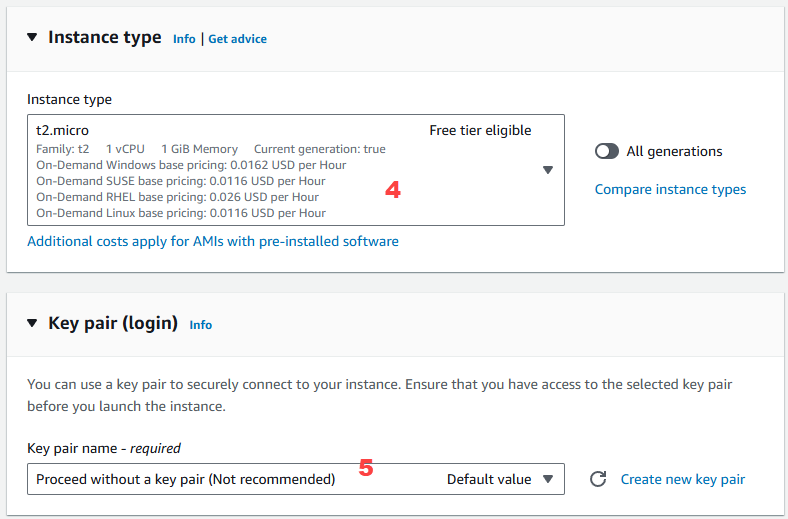 Instance type Info | Get advice
Instance type
t2.micro Free tier eligible
Family: t2 1 vCPU 1 GiB Memory Current generation: true
On-Demand Windows base pricing: 0.0162 USD per Hour
On-Demand SUSE base pricing: 0.0116 USD per Hour
On-Demand RHEL base pricing: 0.026 USD per Hour
On-Demand Linux base pricing: 0.0116 USD per Hour
4
All generations
Compare instance types
Additional costs apply for AMIs with pre-installed software
Key pair (login) Info
You can use a key pair to securely connect to your instance. Ensure that you have access to the selected key pair
before you launch the instance.
Key pair name - required
5
Proceed without a key pair (Not recommended) Default value
Create new key pair